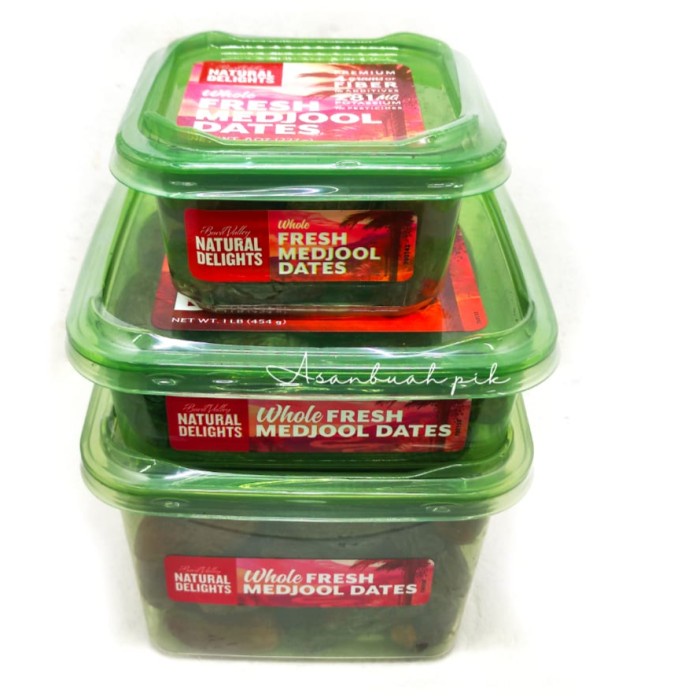 NATURAL
DELIGHTS
Whole
FRESH
MEDJOOL
DATES
PREMIUM
FIBER
POTASSIUM
Bard Valley
NATURAL
DELIGHTS
Whole
FRESH
MEDJOOL
DATES
NET WT. 1 LB (454 g)
Asanbuah.pik
Bard Valley
NATURAL
DELIGHTS
Whole FRESH
MEDJOOL DATES
Bard Valley
NATURAL
DELIGHTS
Whole FRESH
MEDJOOL DATES